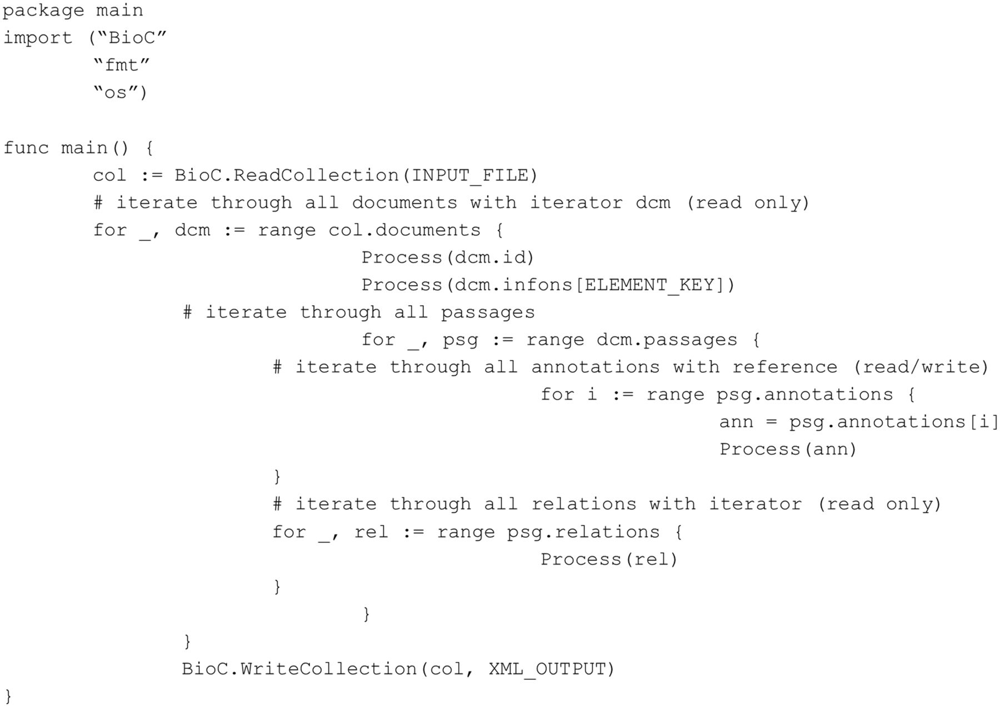 package main
import (“BioC”
“fmt”
“os”)
func main() {
col := BioC.ReadCollection(INPUT_FILE)
# iterate through all documents with iterator dcm (read only)
for _, dcm := range col.documents {
Process(dcm.id)
Process(dcm.infons[ELEMENT_KEY])
# iterate through all passages
for _, psg := range dcm.passages {
# iterate through all annotations with reference (read/write)
for i := range psg.annotations {
ann = psg.annotations[i]
Process(ann)
}
# iterate through all relations with iterator (read only)
for _, rel := range psg.relations {
Process(rel)
}
}
}
BioC.WriteCollection(col, XML_OUTPUT)
}